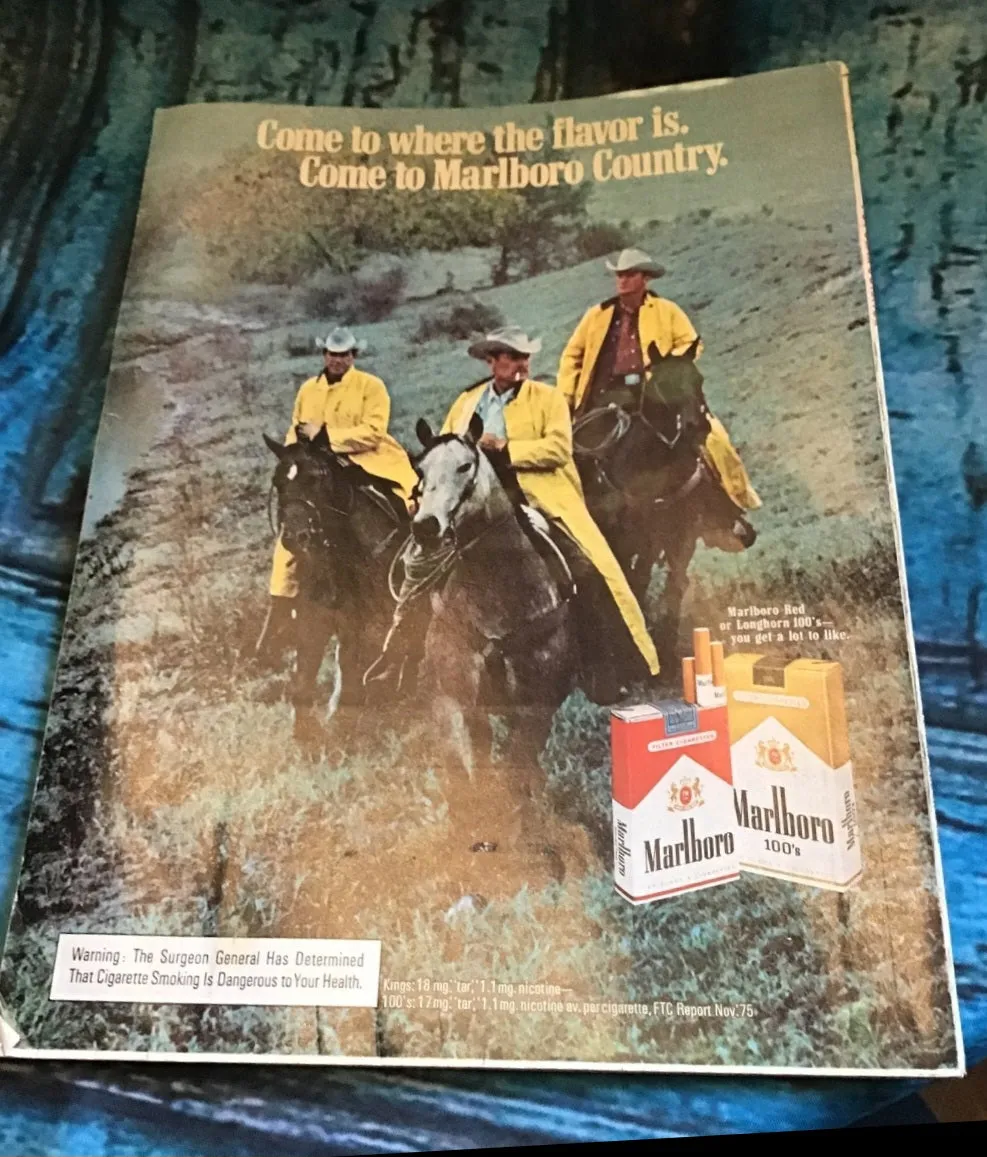 Come to where the flavor is.
Come to Marlboro Country.
Marlboro Red
or Longhorn 100's—
you get a lot to like.
FILTER CIGARETTES
Marlboro
Marlboro
Marlboro
100's
Marlboro
Warning: The Surgeon General Has Determined
That Cigarette Smoking Is Dangerous to Your Health.
Kings: 18 mg."tar," 1.1 mg. nicotine—
100's: 17 mg."tar," 1.1 mg. nicotine av. per cigarette, FTC Report Nov.'75